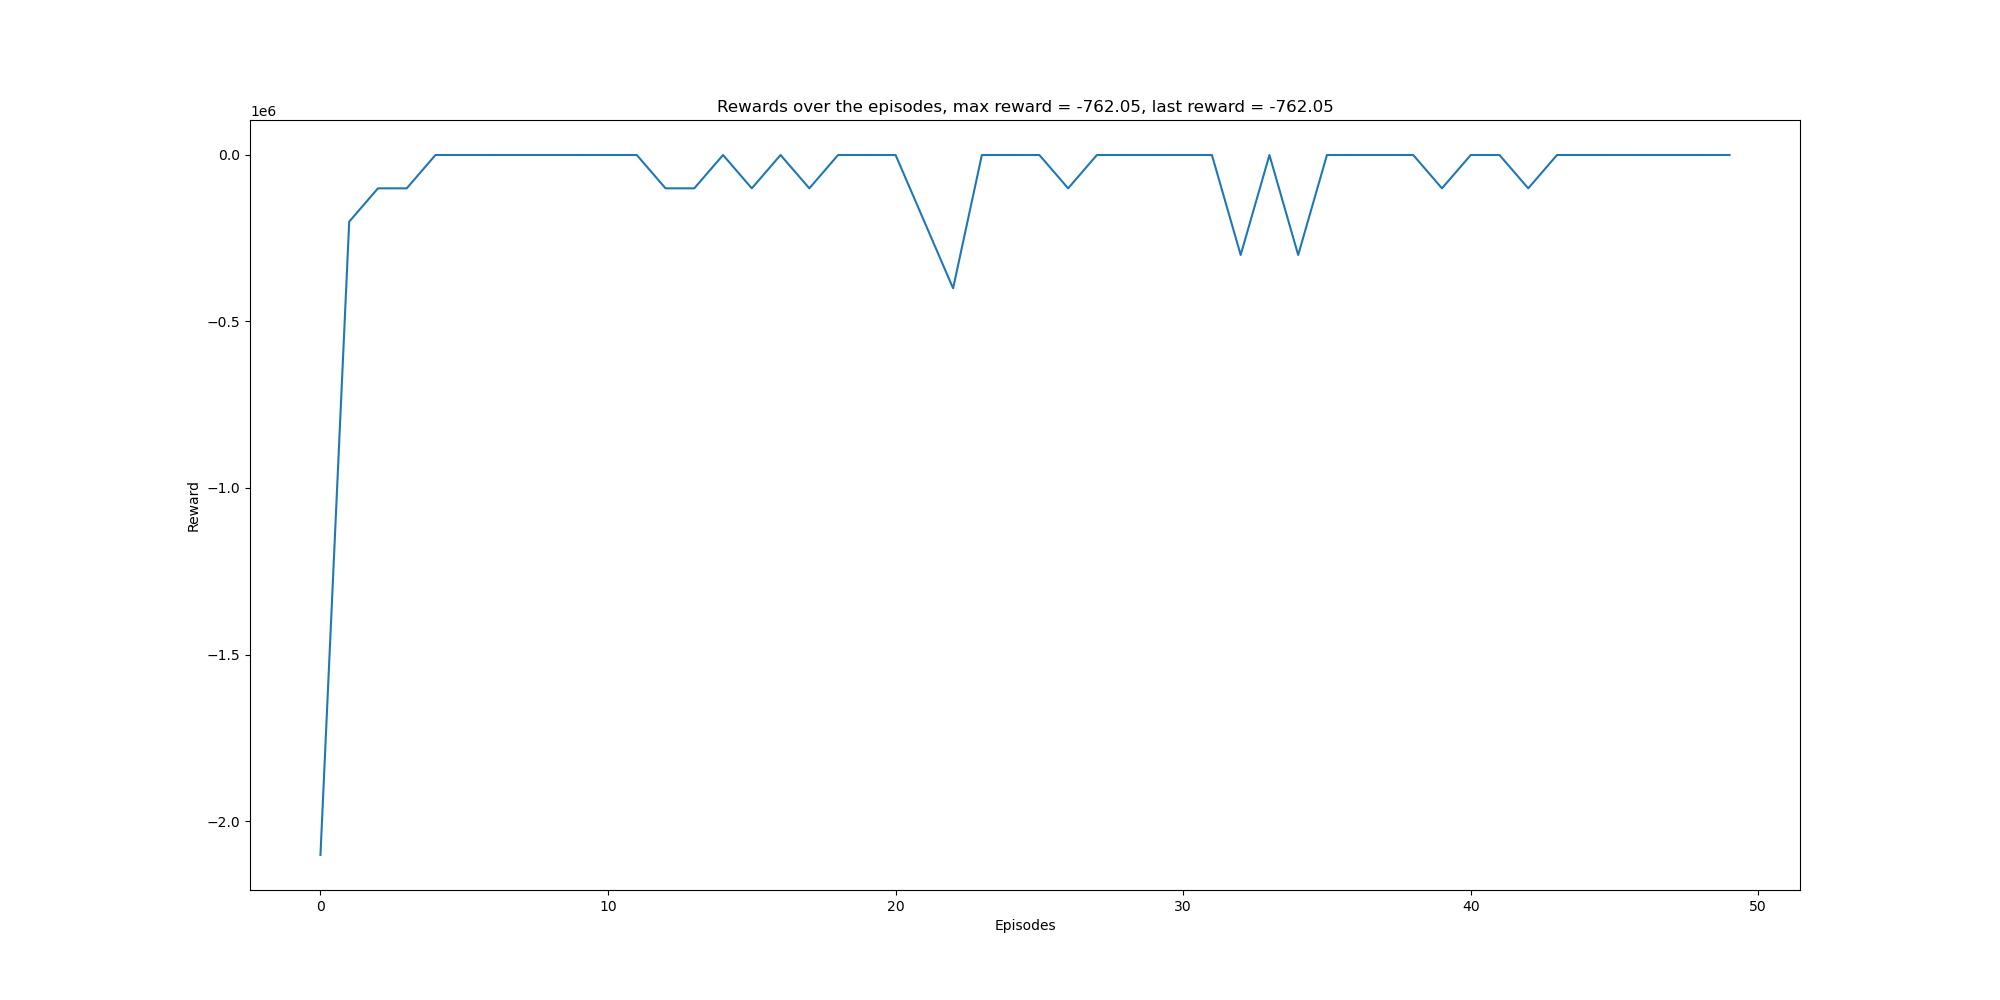 Rewards over the episodes, max reward = -762.05, last reward = -762.05
1e6
0.0
−0.5
−1.0
−1.5
−2.0
Reward
0 10 20 30 40 50
Episodes